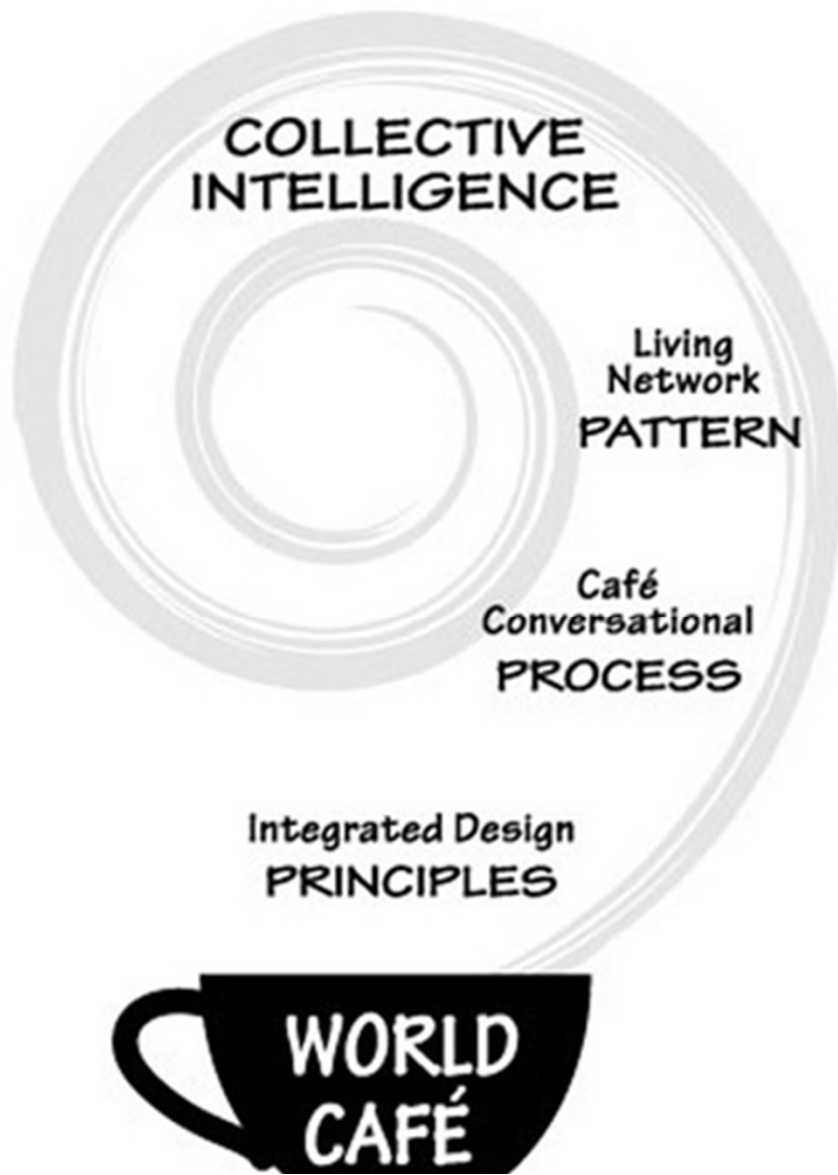 COLLECTIVE
INTELLIGENCE
Living
Network
PATTERN
Café
Conversational
PROCESS
Integrated Design
PRINCIPLES
WORLD
CAFÉ